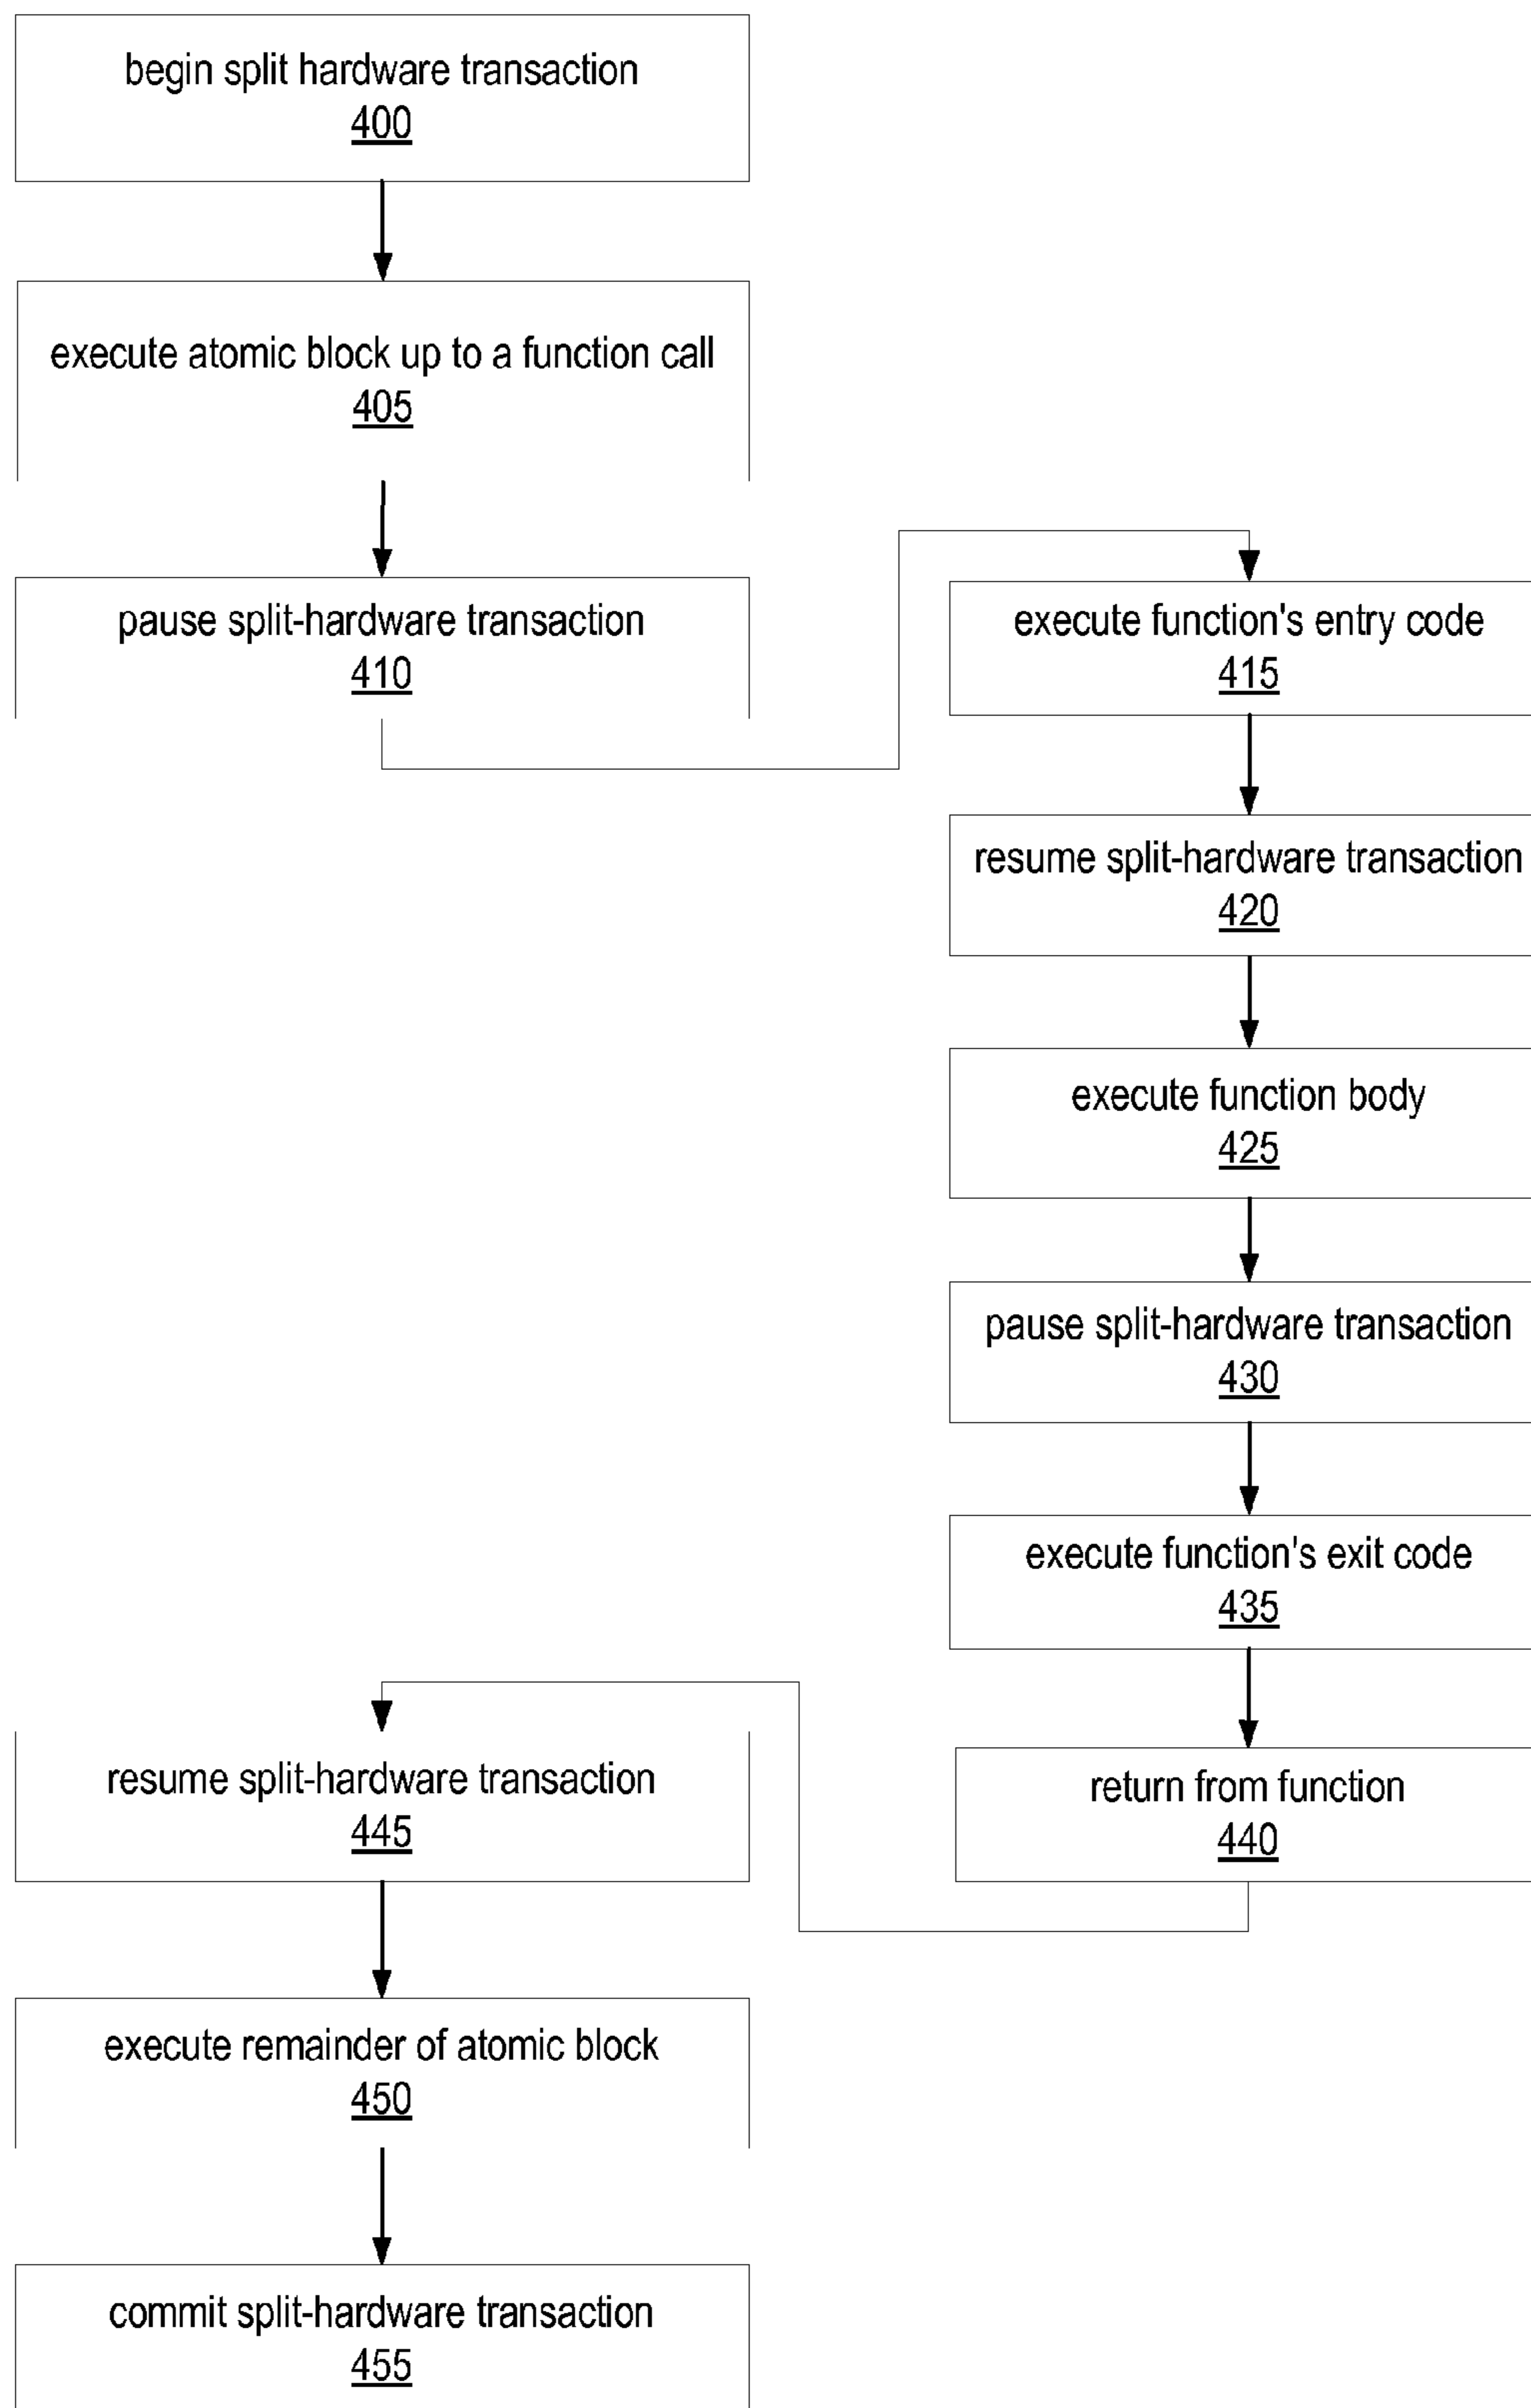 begin split hardware transaction
400
execute atomic block up to a function call
405
pause split-hardware transaction
410
execute function's entry code
415
resume split-hardware transaction
420
execute function body
425
pause split-hardware transaction
430
execute function's exit code
435
return from function
440
resume split-hardware transaction
445
execute remainder of atomic block
450
commit split-hardware transaction
455